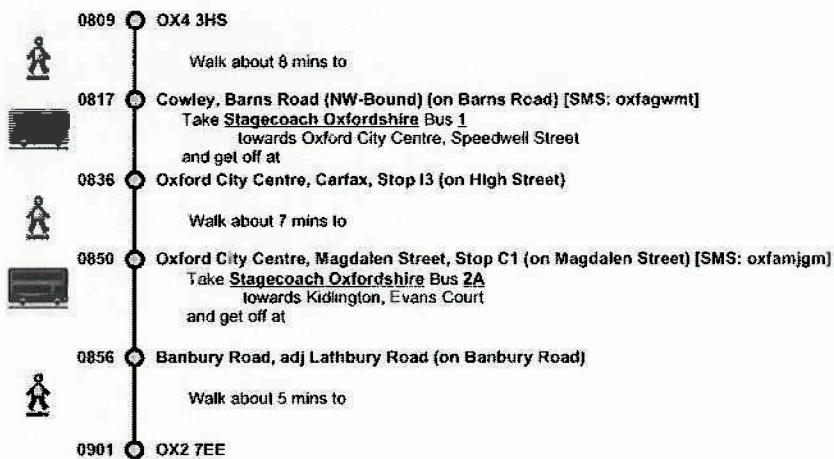 0809 OX4 3HS
Walk about 8 mins to
0817 Cowley, Barns Road (NW-Bound) (on Barns Road) [SMS: oxfagwmt]
Take Stagecoach Oxfordshire Bus 1
towards Oxford City Centre, Speedwell Street
and get off at
0836 Oxford City Centre, Carfax, Stop I3 (on High Street)
Walk about 7 mins to
0850 Oxford City Centre, Magdalen Street, Stop C1 (on Magdalen Street) [SMS: oxfamjgm]
Take Stagecoach Oxfordshire Bus 2A
towards Kidlington, Evans Court
and get off at
0856 Banbury Road, adj Lathbury Road (on Banbury Road)
Walk about 5 mins to
0901 OX2 7EE